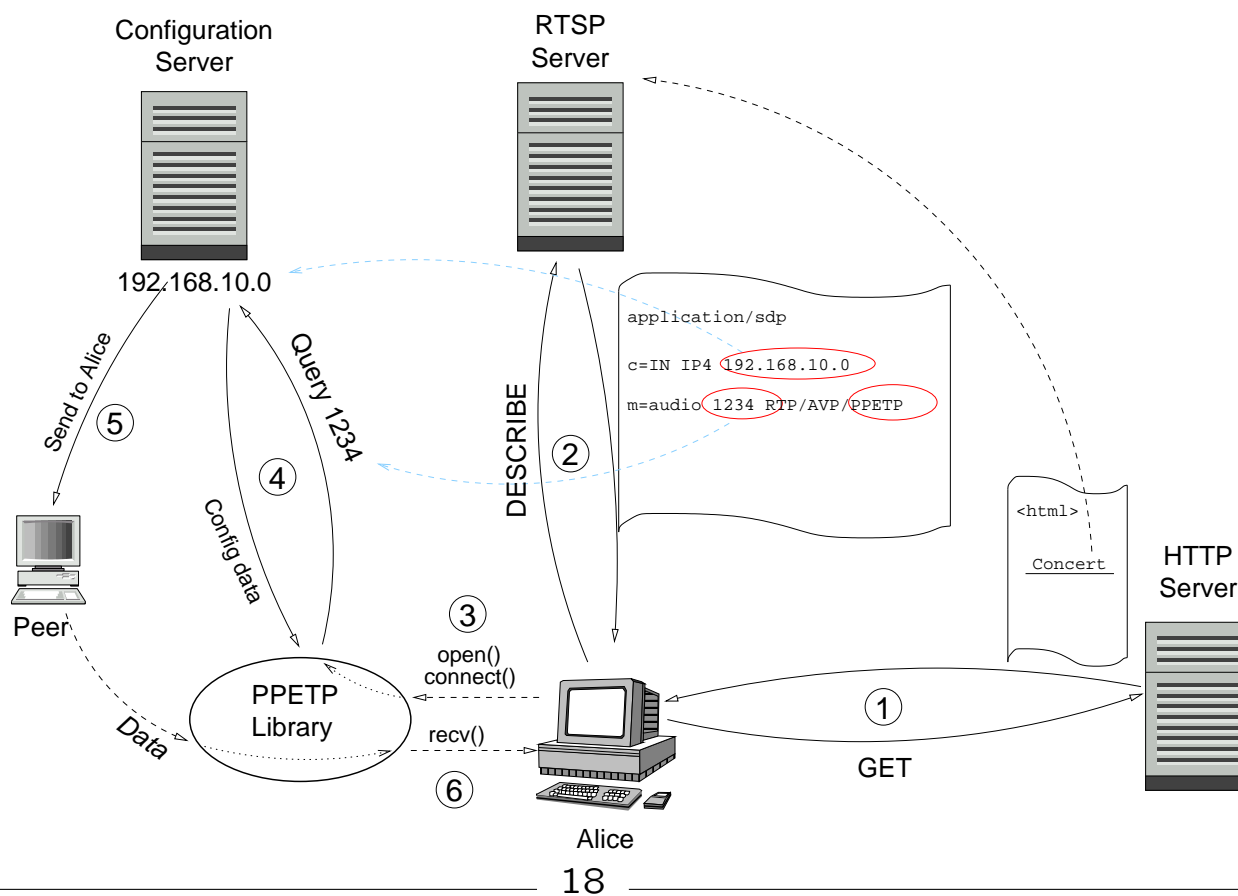 Configuration
Server
RTSP
Server
192.168.10.0
application/sdp
c=IN IP4 192.168.10.0
m=audio 1234 RTP/AVP/PPETP
Send to Alice
5
Query 1234
4
Config data
DESCRIBE
2
<html>
Concert
HTTP
Server
Peer
3
open()
connect()
PPETP
Library
Data
recv()
6
1
GET
Alice
18